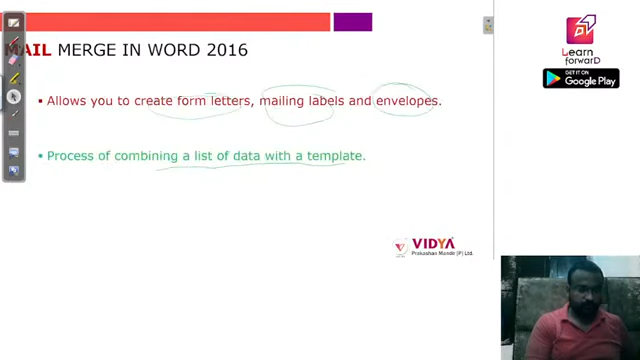 MAIL MERGE IN WORD 2016
Allows you to create form letters, mailing labels and envelopes.
Process of combining a list of data with a template.
Learn
forwarD
GET IT ON
Google Play
VIDYA
Prakashan Mandir (P) Ltd.